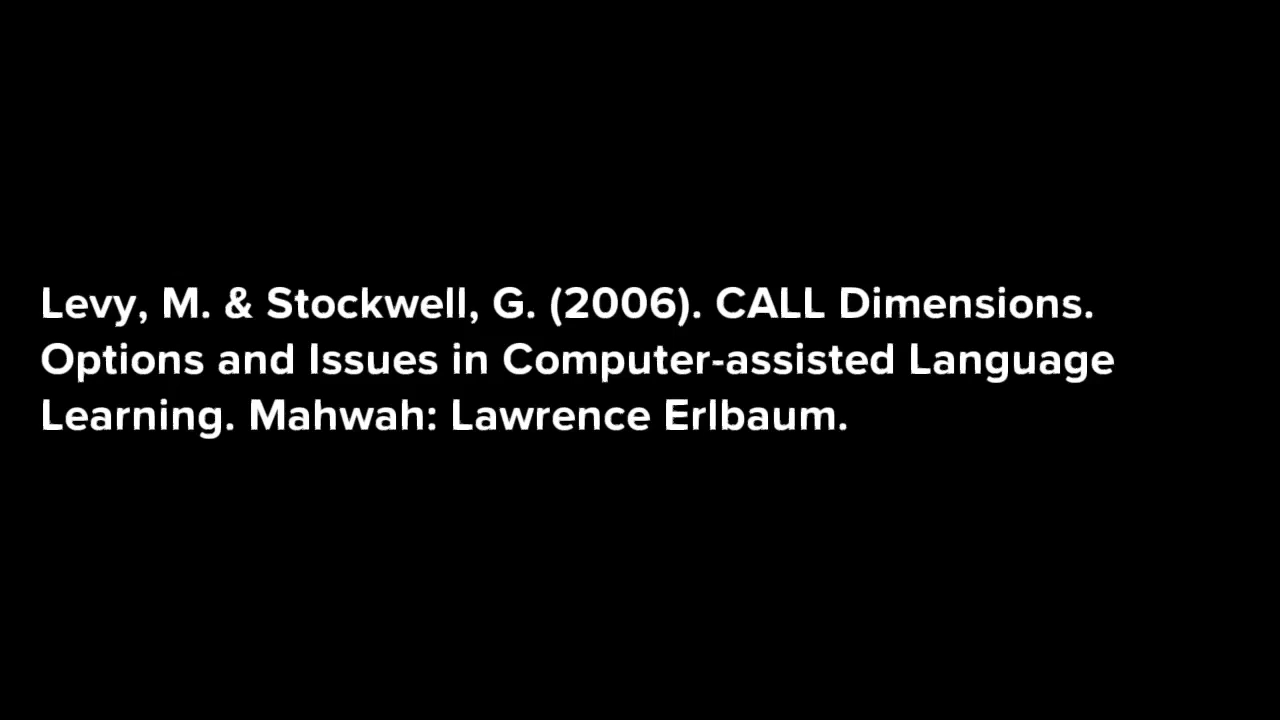 Levy, M. & Stockwell, G. (2006). CALL Dimensions.
Options and Issues in Computer-assisted Language
Learning. Mahwah: Lawrence Erlbaum.